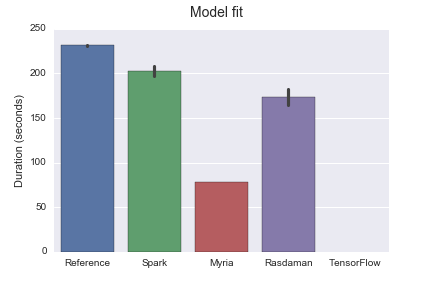 Model fit
250
200
150
100
50
0
Duration (seconds)
Reference Spark Myria Rasdaman TensorFlow